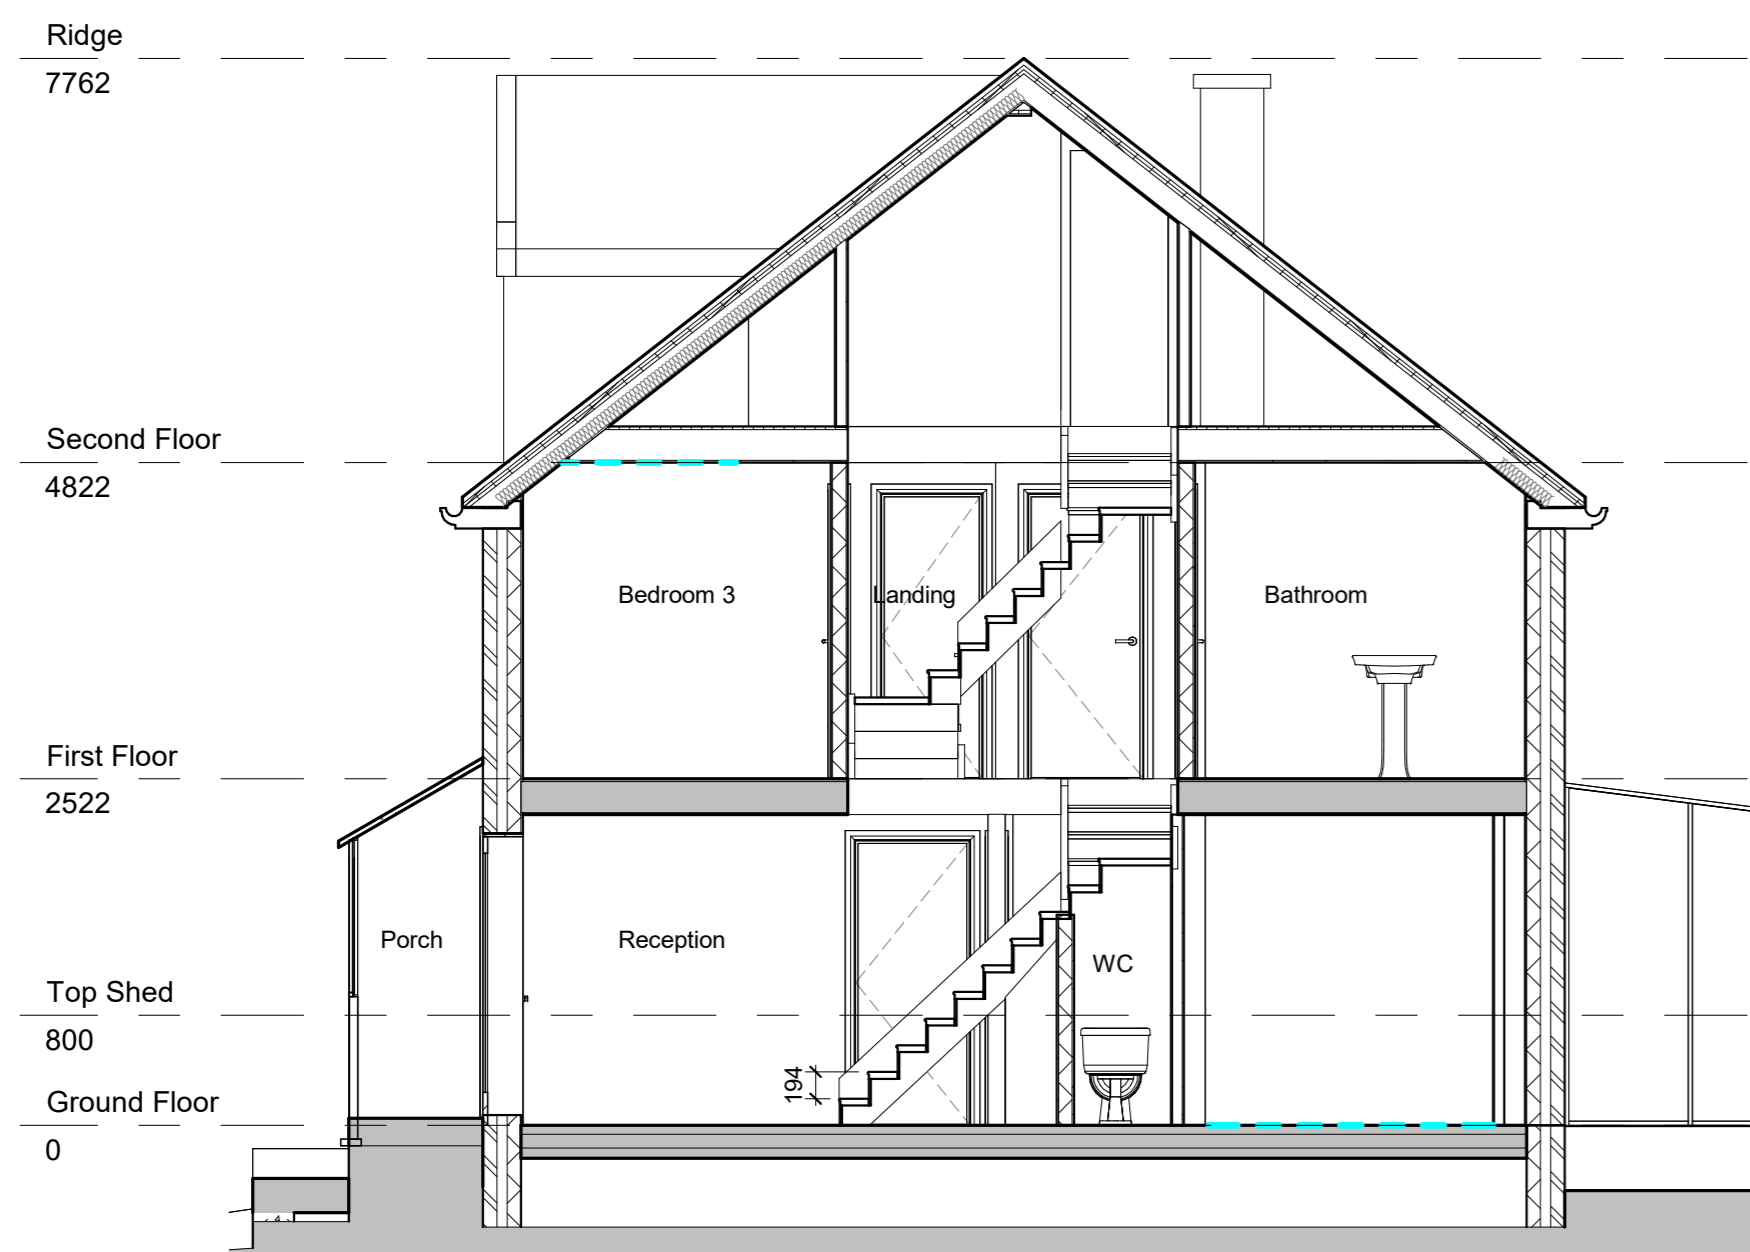 Ridge
7762
Second Floor
4822
Bedroom 3
Landing
Bathroom
First Floor
2522
Porch
Reception
WC
Top Shed
800
194
Ground Floor
0